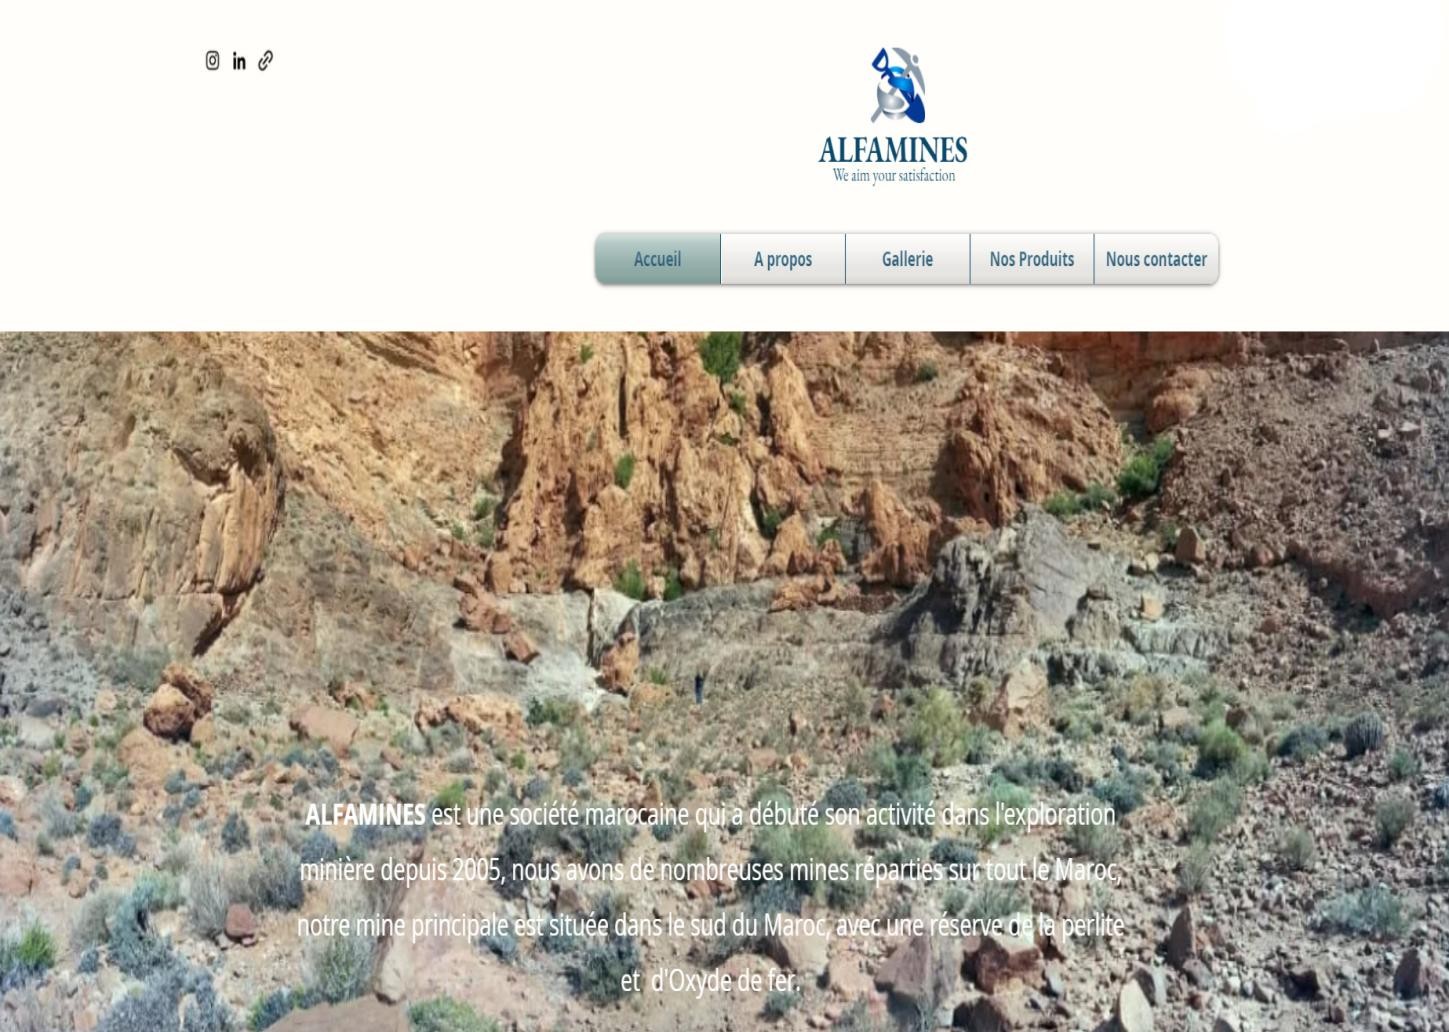 ALFAMINES
We aim your satisfaction
Accueil
A propos
Gallerie
Nos Produits
Nous contacter
ALFAMINES est une société marocaine qui a débuté son activité dans l'exploration
minière depuis 2005, nous avons de nombreuses mines réparties sur tout le Maroc,
notre mine principale est située dans le sud du Maroc, avec une réserve de la perlite
et  d'Oxyde de fer.